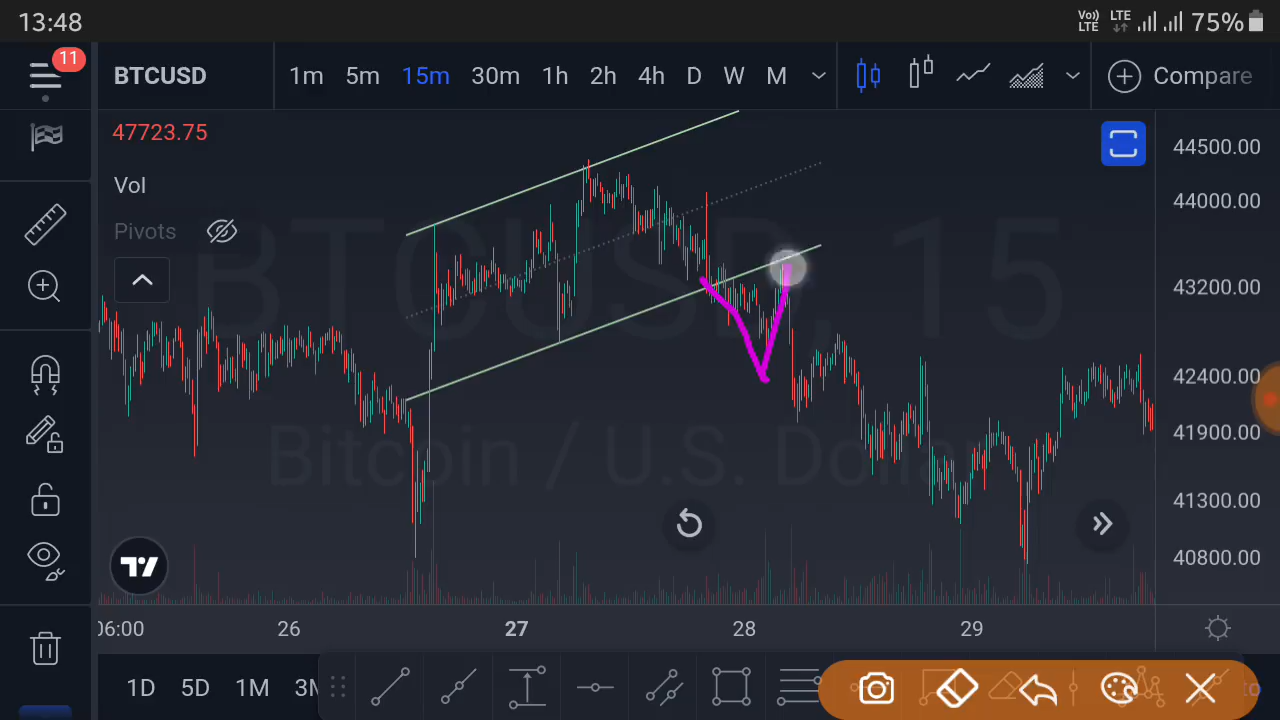 13:48 Vo)) LTE LTE 75%
11
BTCUSD 1m 5m 15m 30m 1h 2h 4h D W M Compare
47723.75
Vol
Pivots
BTCUSD, 15
Bitcoin / U.S. Dollar
44500.00
44000.00
43200.00
42400.00
41900.00
41300.00
40800.00
06:00 26 27 28 29
1D 5D 1M 3M